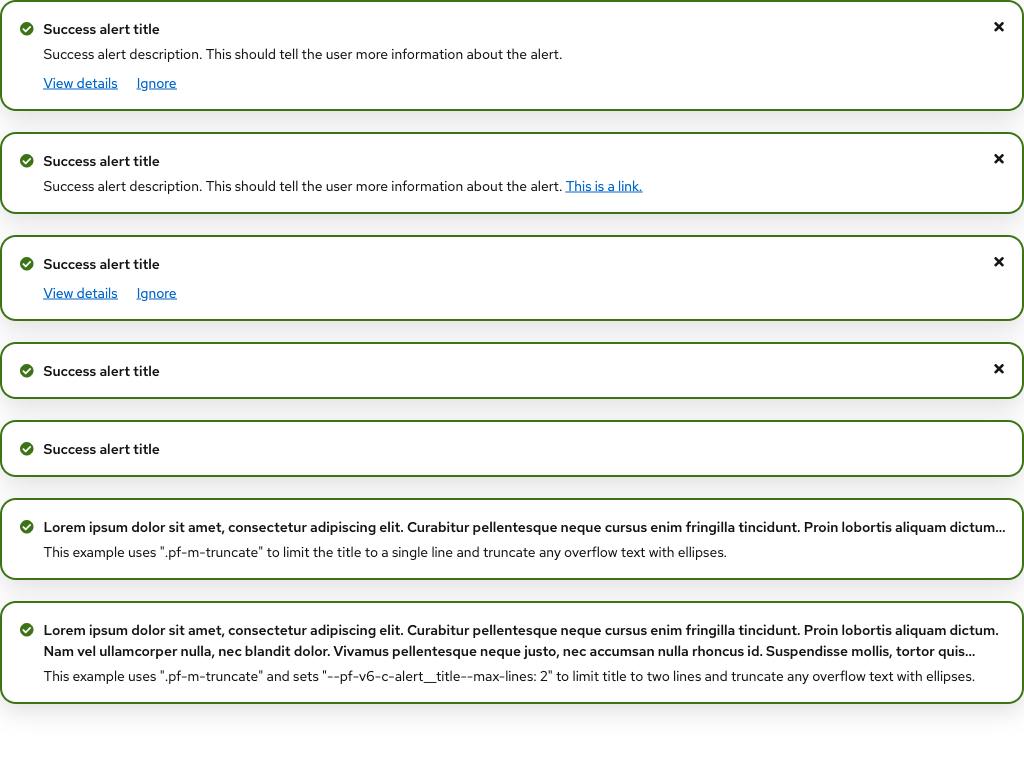 Success alert title
Success alert description. This should tell the user more information about the alert.
View details Ignore
Success alert title
Success alert description. This should tell the user more information about the alert. This is a link.
Success alert title
View details Ignore
Success alert title
Success alert title
Lorem ipsum dolor sit amet, consectetur adipiscing elit. Curabitur pellentesque neque cursus enim fringilla tincidunt. Proin lobortis aliquam dictum...
This example uses ".pf-m-truncate" to limit the title to a single line and truncate any overflow text with ellipses.
Lorem ipsum dolor sit amet, consectetur adipiscing elit. Curabitur pellentesque neque cursus enim fringilla tincidunt. Proin lobortis aliquam dictum.
Nam vel ullamcorper nulla, nec blandit dolor. Vivamus pellentesque neque justo, nec accumsan nulla rhoncus id. Suspendisse mollis, tortor quis...
This example uses ".pf-m-truncate" and sets "--pf-v6-c-alert__title--max-lines: 2" to limit title to two lines and truncate any overflow text with ellipses.